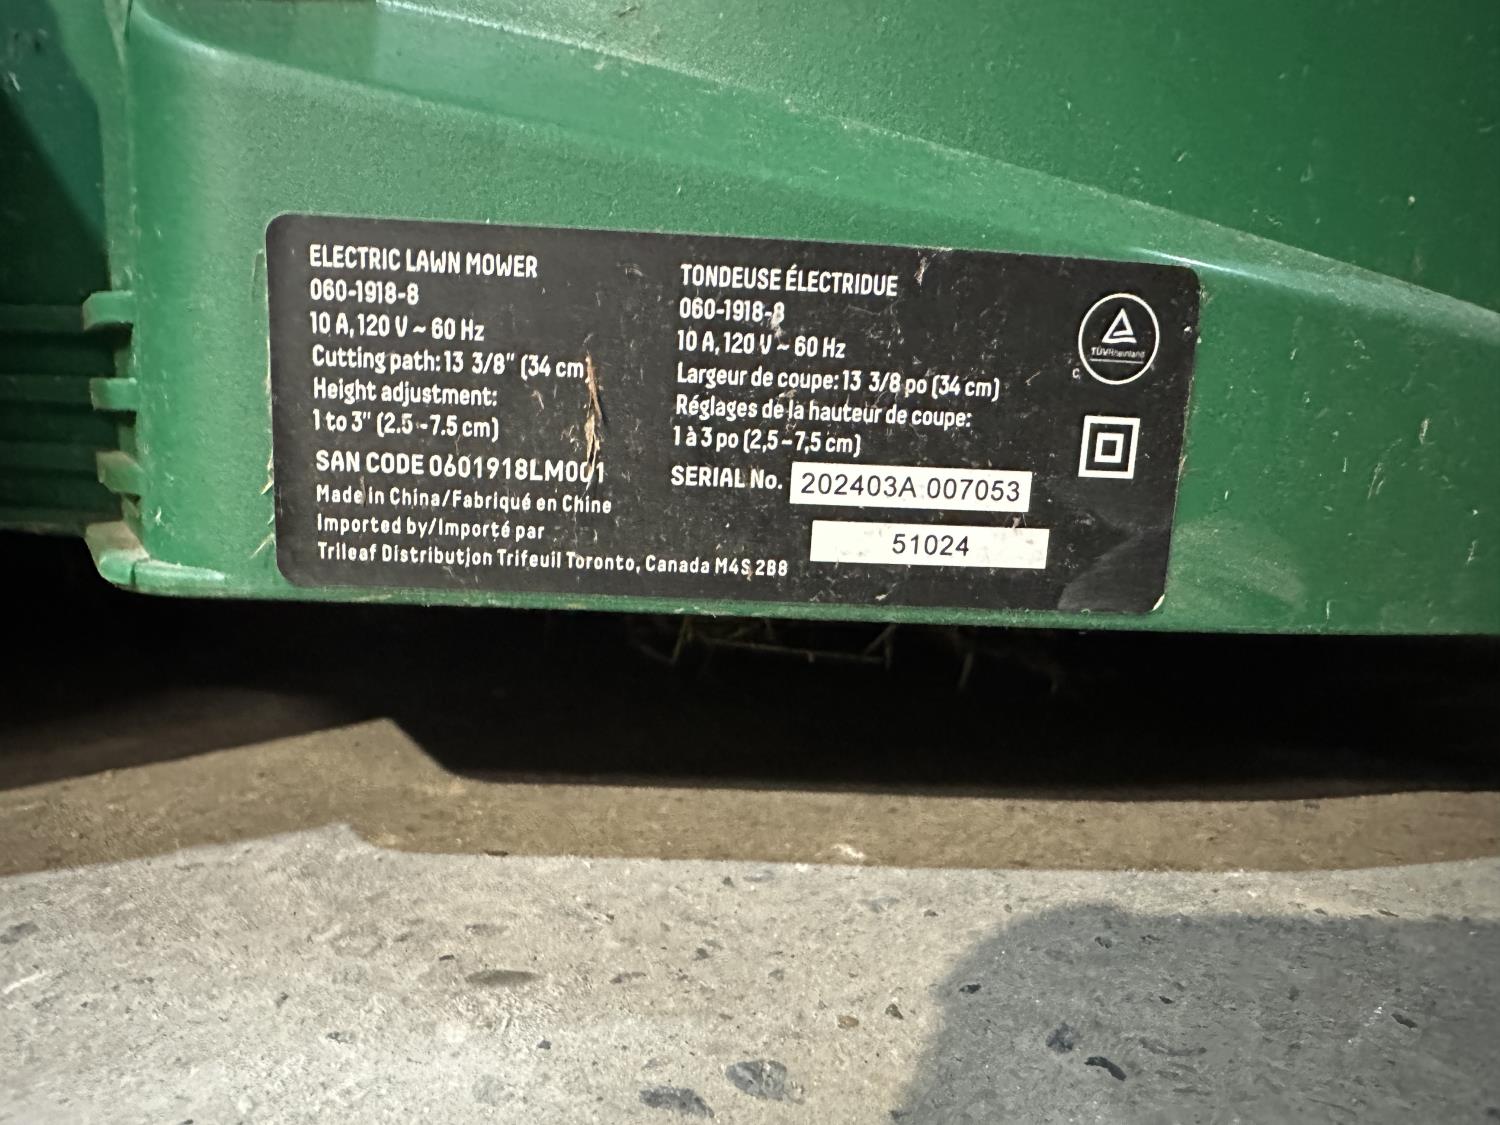 ELECTRIC LAWN MOWER
060-1918-8
10 A, 120 V ~ 60 Hz
Cutting path: 13 3/8" (34 cm)
Height adjustment:
1 to 3" (2.5 - 7.5 cm)
SAN CODE 0601918LM001
Made in China/Fabriqué en Chine
Imported by/Importé par
Trileaf Distribution Trifeuil Toronto, Canada M4S 2B8
TONDEUSE ÉLECTRIDUE
060-1918-8
10 A, 120 V ~ 60 Hz
Largeur de coupe: 13 3/8 po (34 cm)
Réglages de la hauteur de coupe:
1 à 3 po (2,5 - 7,5 cm)
SERIAL No. 202403A 007053
51024
TÜVRheinland
C